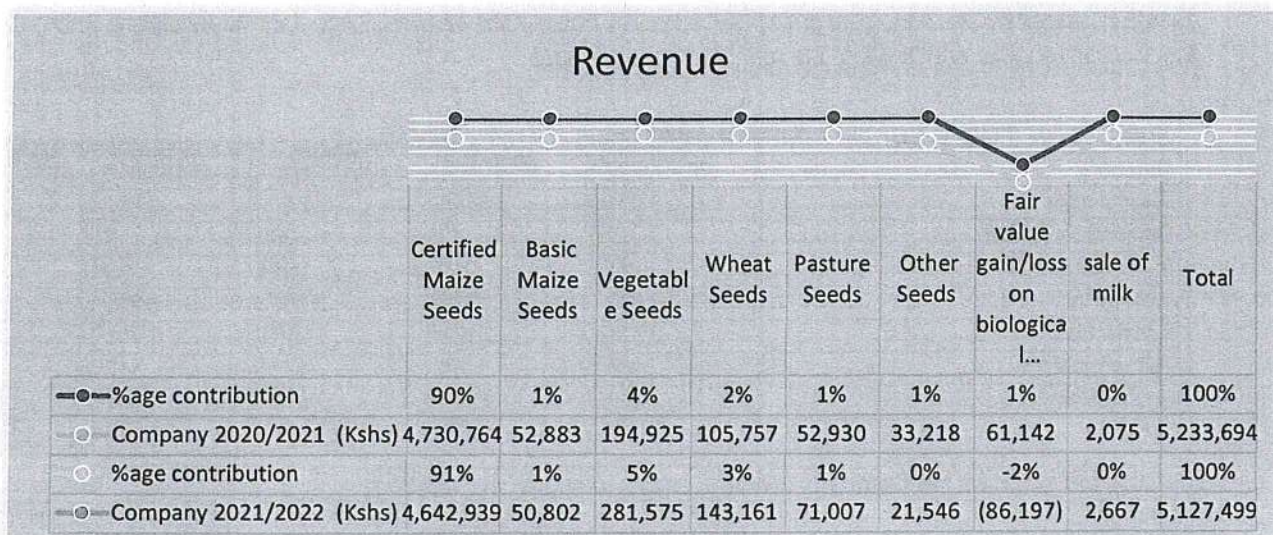 Revenue
Certified Maize Seeds Basic Maize Seeds Vegetabl e Seeds Wheat Seeds Pasture Seeds Other Seeds Fair value gain/loss on biologica l... sale of milk Total
%age contribution 90% 1% 4% 2% 1% 1% 1% 0% 100%
Company 2020/2021 (Kshs) 4,730,764 52,883 194,925 105,757 52,930 33,218 61,142 2,075 5,233,694
%age contribution 91% 1% 5% 3% 1% 0% -2% 0% 100%
Company 2021/2022 (Kshs) 4,642,939 50,802 281,575 143,161 71,007 21,546 (86,197) 2,667 5,127,499